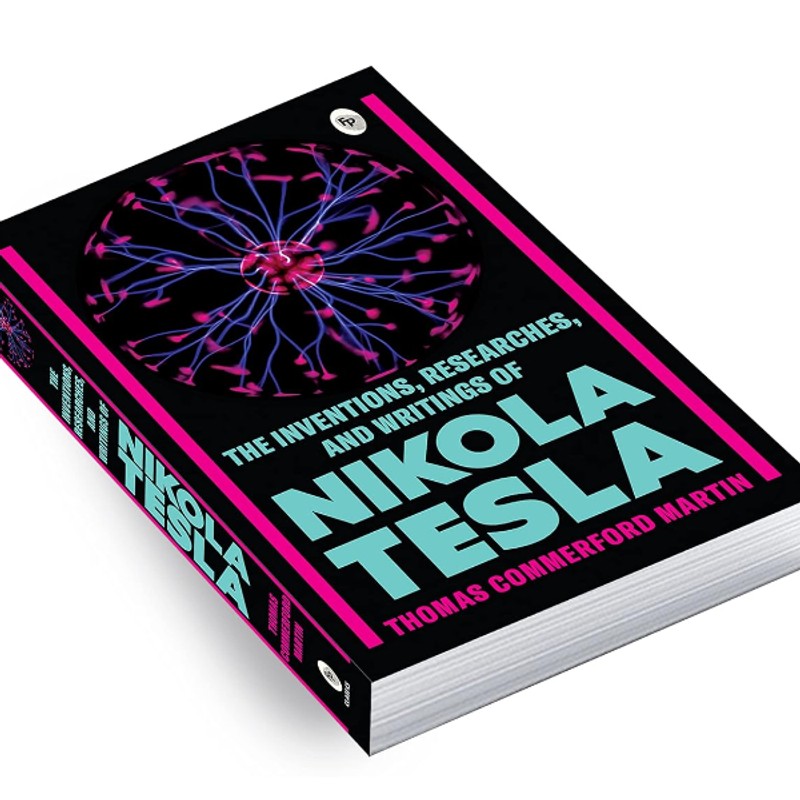 FP
THE INVENTIONS, RESEARCHES,
AND WRITINGS OF
NIKOLA
TESLA
THOMAS COMMERFORD MARTIN
THE
INVENTIONS,
RESEARCHES,
AND
WRITINGS OF
NIKOLA
TESLA
THOMAS
COMMERFORD
MARTIN